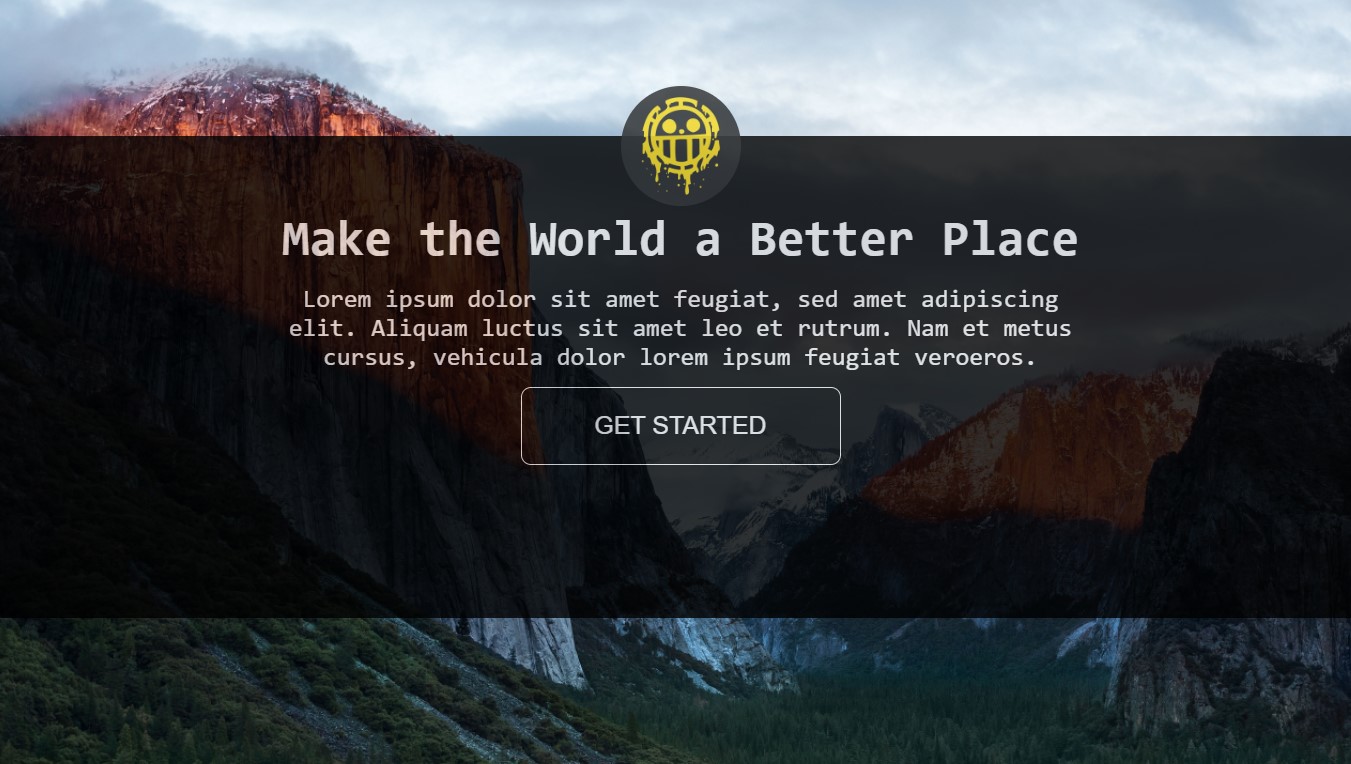 Make the World a Better Place
Lorem ipsum dolor sit amet feugiat, sed amet adipiscing
elit. Aliquam luctus sit amet leo et rutrum. Nam et metus
cursus, vehicula dolor lorem ipsum feugiat veroeros.
GET STARTED